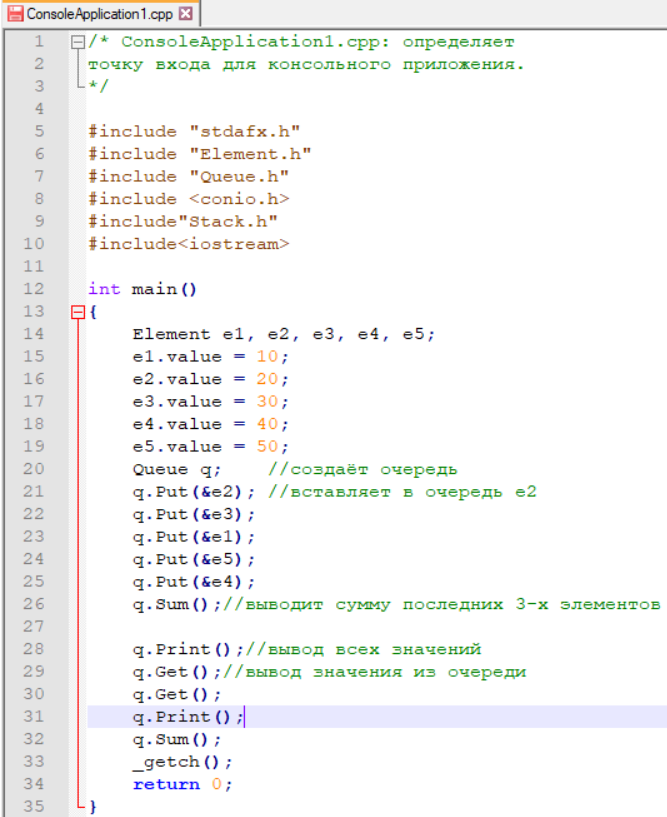 ConsoleApplication1.cpp
1 /* ConsoleApplication1.cpp: определяет
2 точку входа для консольного приложения.
3 */
4
5 #include "stdafx.h"
6 #include "Element.h"
7 #include "Queue.h"
8 #include <conio.h>
9 #include"Stack.h"
10 #include<iostream>
11
12 int main()
13 {
14 Element e1, e2, e3, e4, e5;
15 e1.value = 10;
16 e2.value = 20;
17 e3.value = 30;
18 e4.value = 40;
19 e5.value = 50;
20 Queue q; //создаёт очередь
21 q.Put(&e2); //вставляет в очередь e2
22 q.Put(&e3);
23 q.Put(&e1);
24 q.Put(&e5);
25 q.Put(&e4);
26 q.Sum();//выводит сумму последних 3-х элементов
27
28 q.Print();//вывод всех значений
29 q.Get();//вывод значения из очереди
30 q.Get();
31 q.Print();
32 q.Sum();
33 _getch();
34 return 0;
35 }